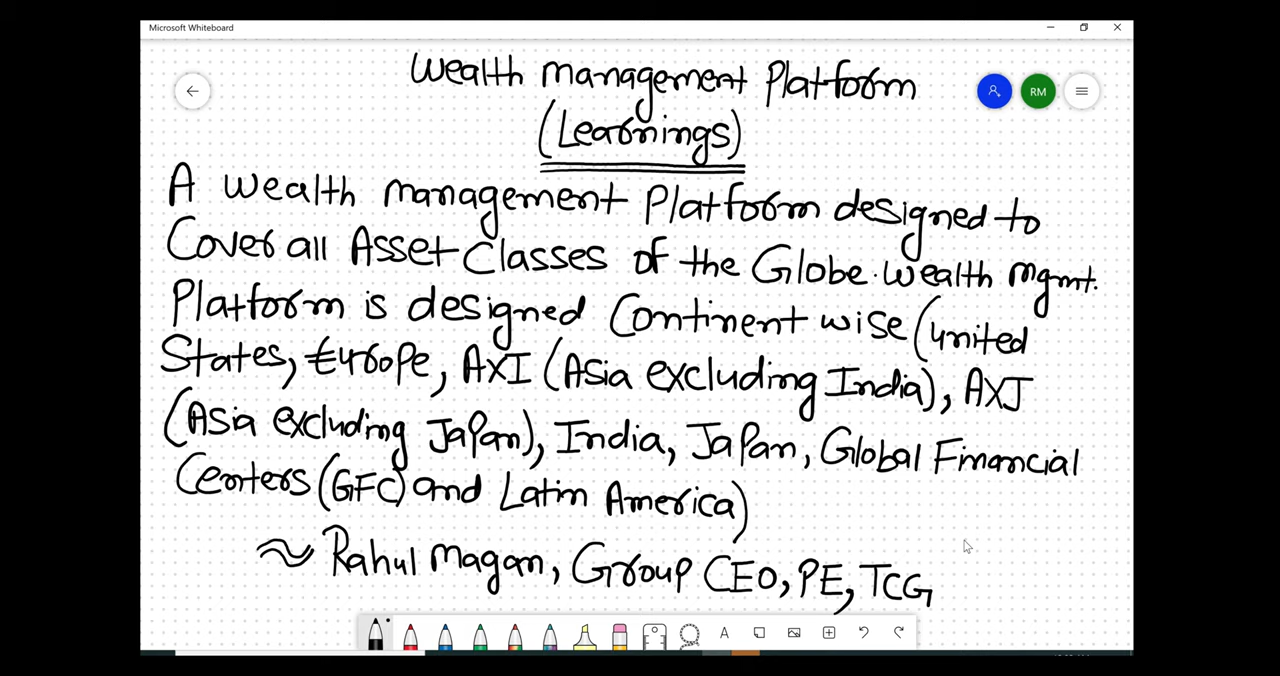 Microsoft Whiteboard
Wealth Management Platform
(Learnings)
RM
A Wealth Management Platform designed to
Cover all Asset Classes of the Globe. Wealth Mgmt.
Platform is designed Continent wise (United
States, Europe, AXI (Asia excluding India), AXJ
(Asia excluding Japan), India, Japan, Global Financial
Centers (GFC) and Latin America)
≈ Rahul Magan, Group CEO, PE, TCG
A